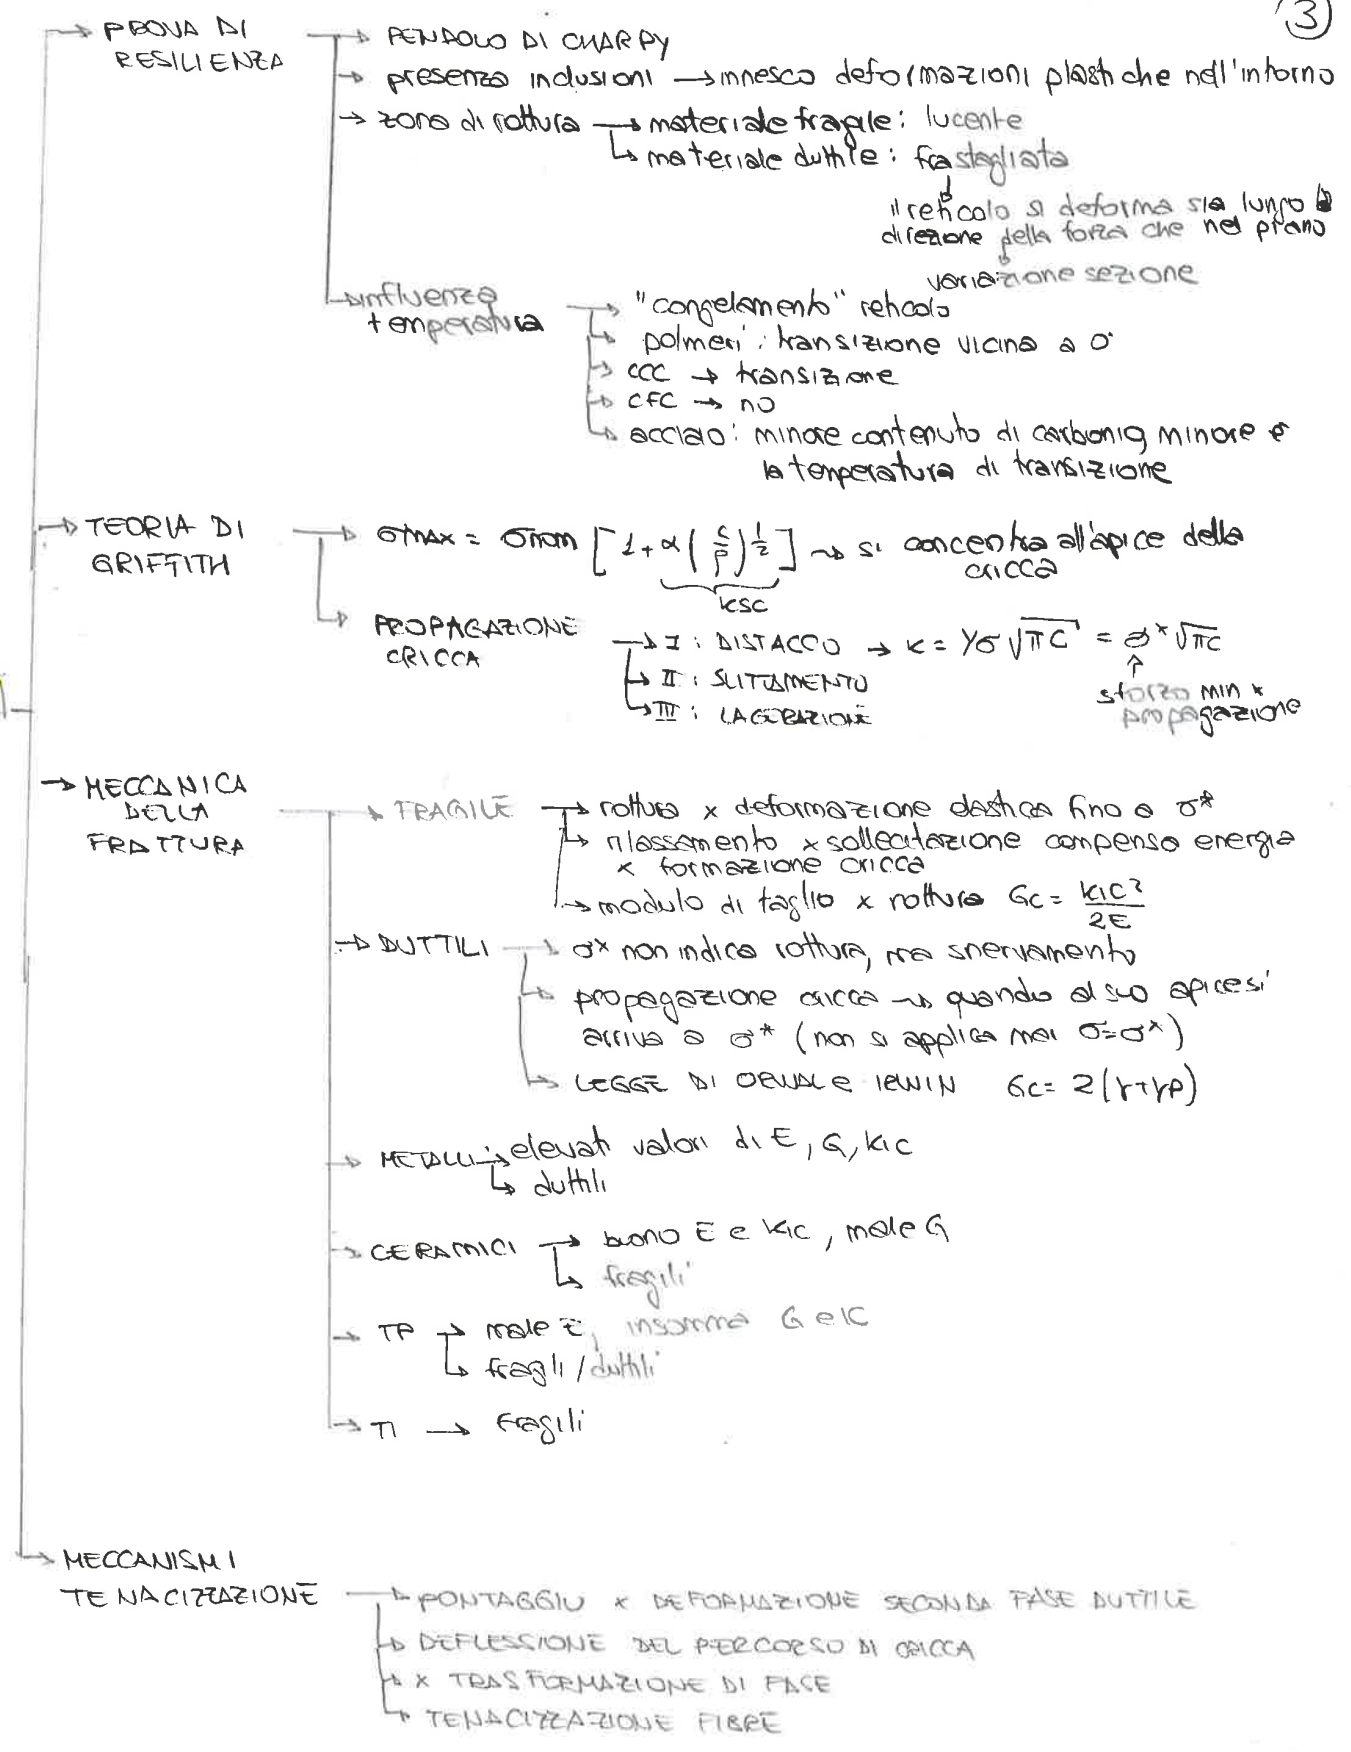 3
→ PROVA DI
RESILIENZA
→ PENDOLO DI CHARPY
→ presenza inclusioni → innesco deformazioni plastiche nell'intorno
→ zona di rottura → materiale fragile: lucente
↳ materiale duttile: frastagliata
↓
il reticolo si deforma sia lungo la
direzione della forza che nel piano
variazione sezione
→ influenza
temperatura
→ "congelamento" reticolo
→ polimeri: transizione vicina a 0°
→ CCC → transizione
→ CFC → no
→ acciaio: minore contenuto di carbonio, minore è
la temperatura di transizione
→ TEORIA DI
GRIFFITH
→ σmax = σnom [1 + α (c/ρ)^1/2] → si concentra all'apice della
cricca
KSC
→ PROPAGAZIONE
CRICCA
→ I : DISTACCO → K = Yσ√πC = σ*√πC
↑
sforzo min x
propagazione
↳ II : SLITTAMENTO
↳ III : LACERAZIONE
→ MECCANICA
DELLA
FRATTURA
→ FRAGILE → rottura x deformazione elastica fino a σ*
↳ rilassamento x sollecitazione compensa energia
x formazione cricca
→ modulo di taglio x rottura Gc = KIC²/2E
→ DUTTILI → σ* non indica rottura, ma snervamento
→ propagazione cricca → quando al suo apice si
arriva a σ* (non si applica mai σ=σ*)
→ LEGGE DI OROWAN e IRWIN Gc = 2(γ+γp)
→ METALLI → elevati valori di E, G, KIC
↳ duttili
→ CERAMICI → buono E e KIC, male G
↳ fragili
→ TP → male E, insomma G e IC
↳ fragili/duttili
→ TI → fragili
→ MECCANISMI
TENACIZZAZIONE
→ PONTAGGIO x DEFORMAZIONE SECONDA FASE DUTTILE
→ DEFLESSIONE DEL PERCORSO DI CRICCA
→ x TRASFORMAZIONE DI FASE
→ TENACIZZAZIONE FIBRE